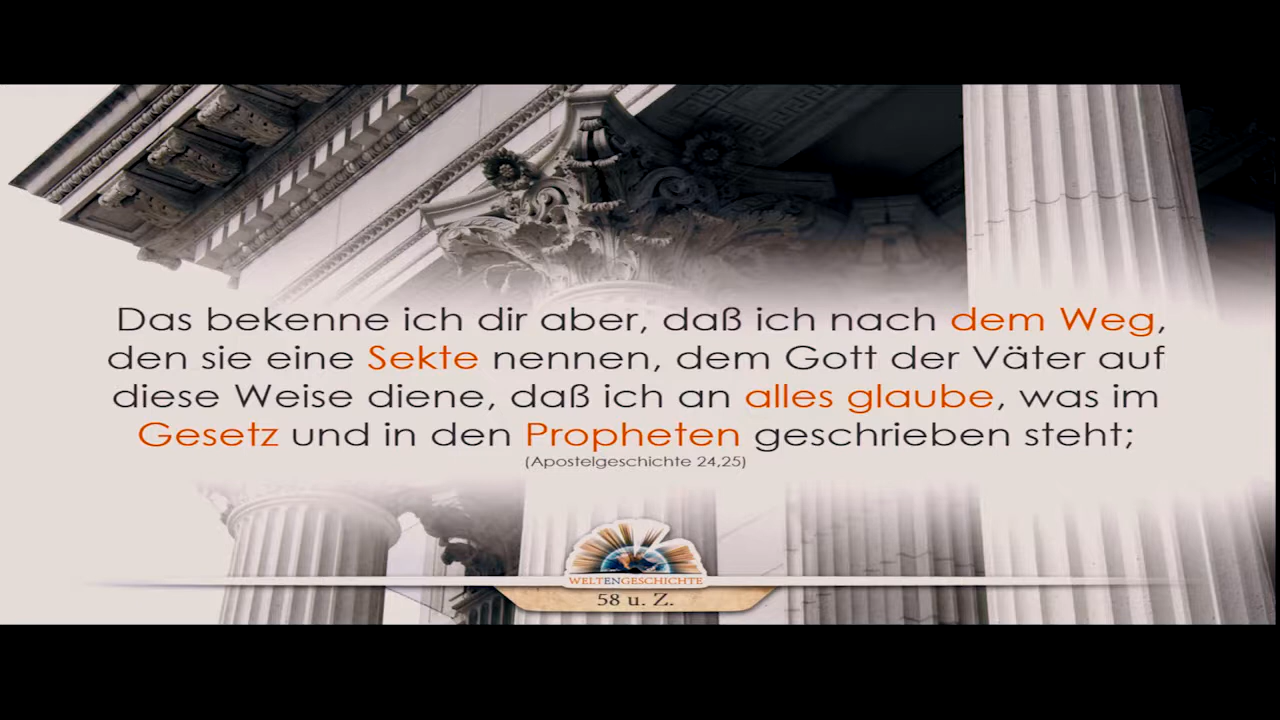 Das bekenne ich dir aber, daß ich nach dem Weg,
den sie eine Sekte nennen, dem Gott der Väter auf
diese Weise diene, daß ich an alles glaube, was im
Gesetz und in den Propheten geschrieben steht;
(Apostelgeschichte 24,25)
WELTENGESCHICHTE
58 u. Z.